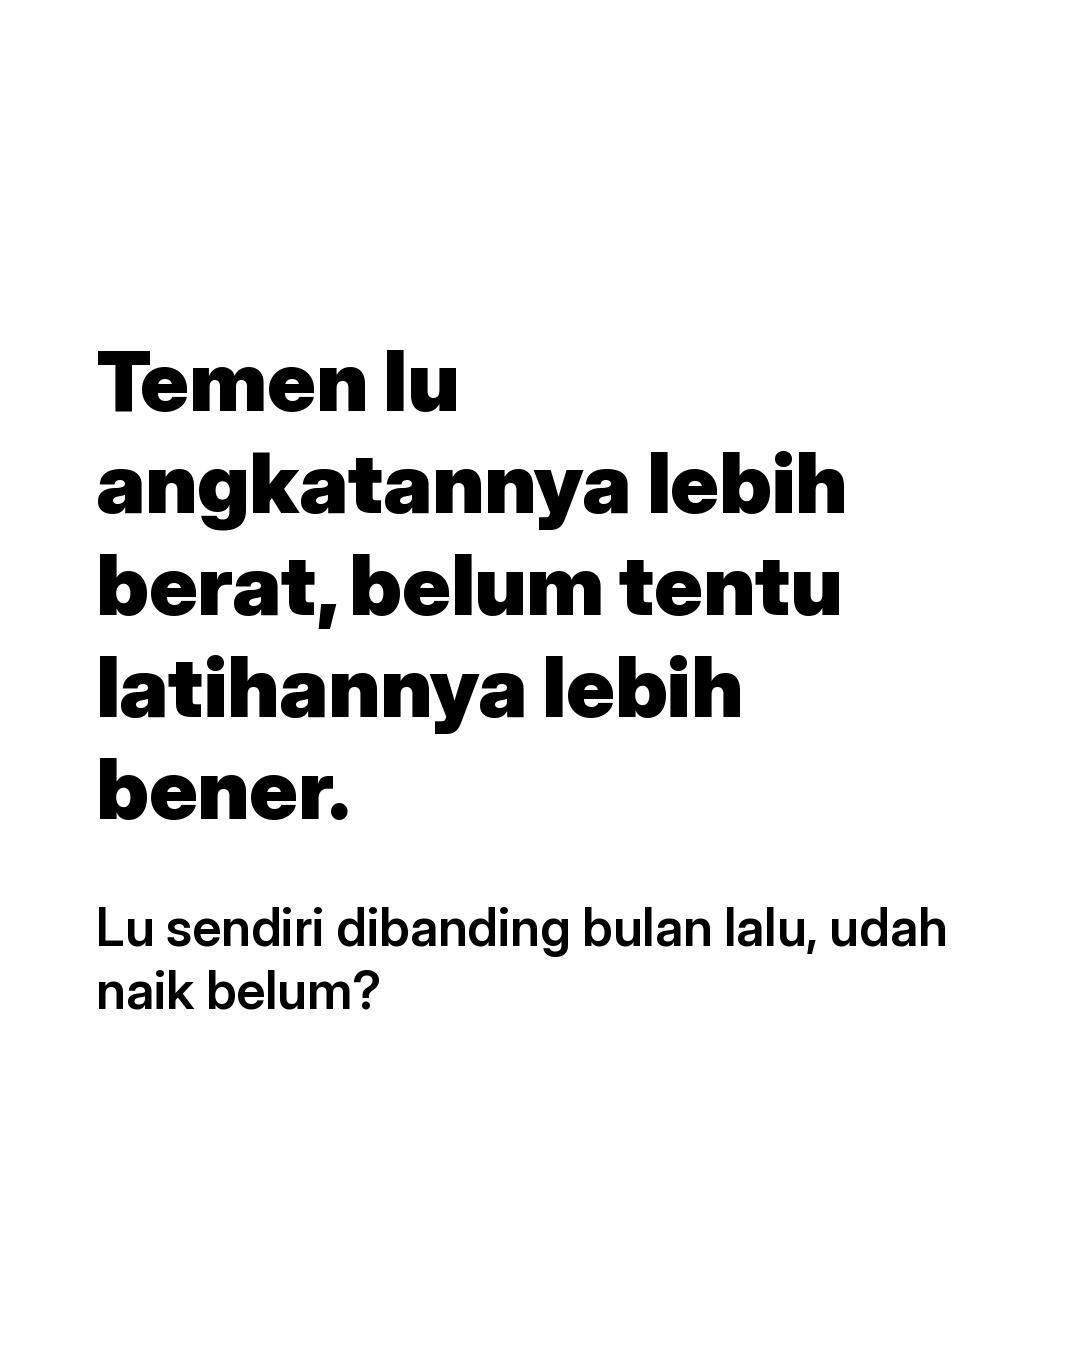 Temen lu
angkatannya lebih
berat, belum tentu
latihannya lebih
bener.
Lu sendiri dibanding bulan lalu, udah
naik belum?